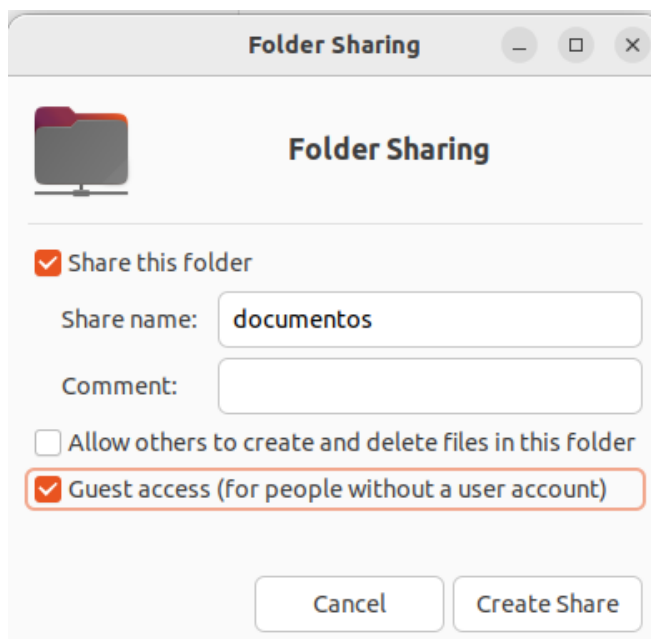 Folder Sharing
Folder Sharing
Share this folder
Share name: documentos
Comment:
Allow others to create and delete files in this folder
Guest access (for people without a user account)
Cancel Create Share